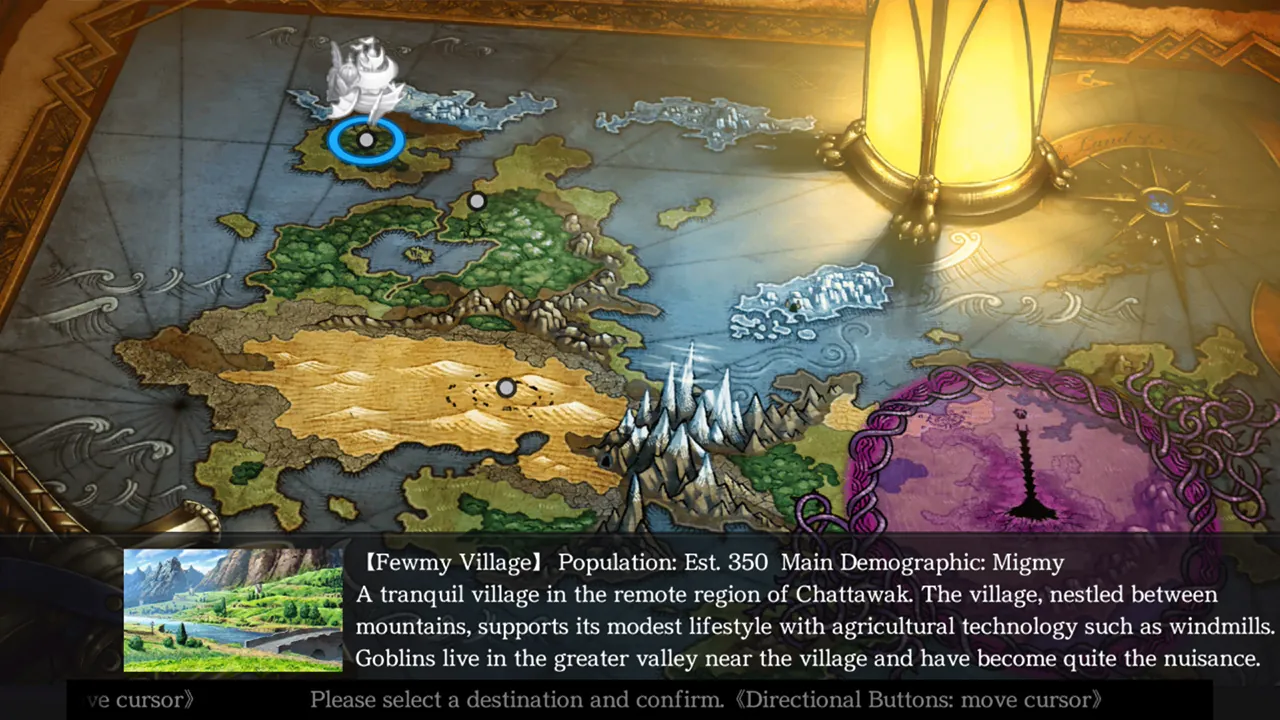 【Fewmy Village】 Population: Est. 350 Main Demographic: Migmy
A tranquil village in the remote region of Chattawak. The village, nestled between
mountains, supports its modest lifestyle with agricultural technology such as windmills.
Goblins live in the greater valley near the village and have become quite the nuisance.
ve cursor》 Please select a destination and confirm.《Directional Buttons: move cursor》